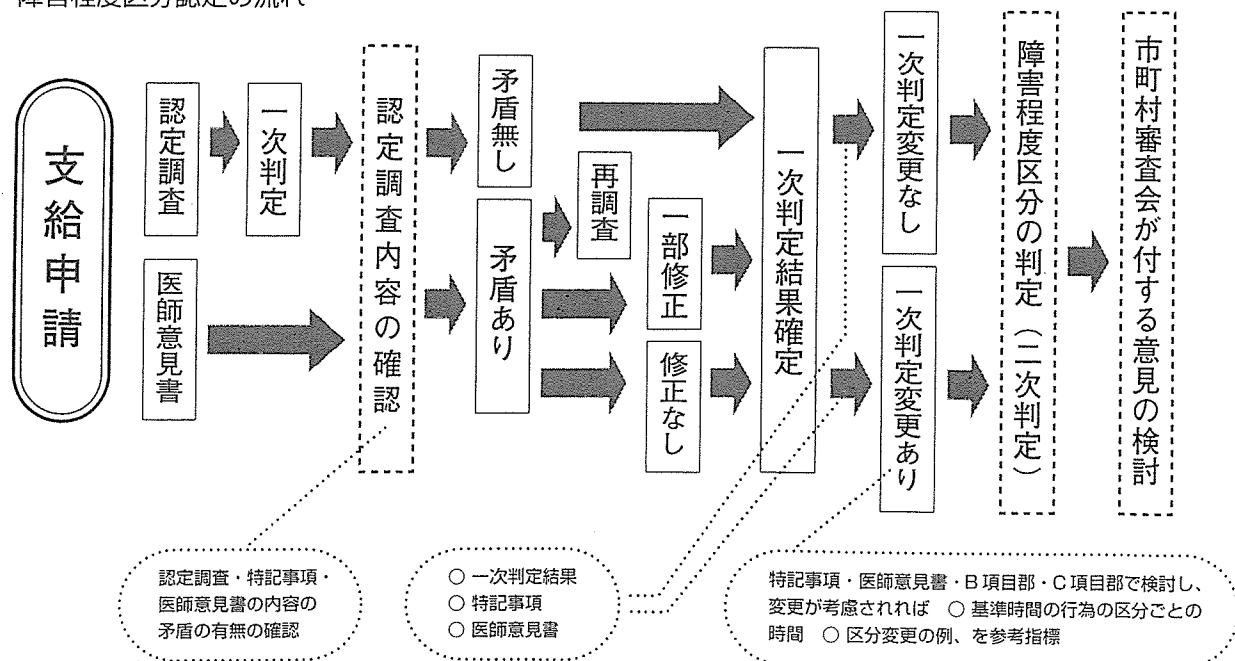 障害程度区分認定の流れ
支給申請
認定調査
一次判定
医師意見書
認定調査内容の確認
矛盾無し
矛盾あり
再調査
一部修正
修正なし
一次判定結果確定
一次判定変更なし
一次判定変更あり
障害程度区分の判定（二次判定）
市町村審査会が付する意見の検討
認定調査・特記事項・
医師意見書の内容の
矛盾の有無の確認
○ 一次判定結果
○ 特記事項
○ 医師意見書
特記事項・医師意見書・B項目郡・C項目郡で検討し、
変更が考慮されれば ○ 基準時間の行為の区分ごとの
時間 ○ 区分変更の例、を参考指標